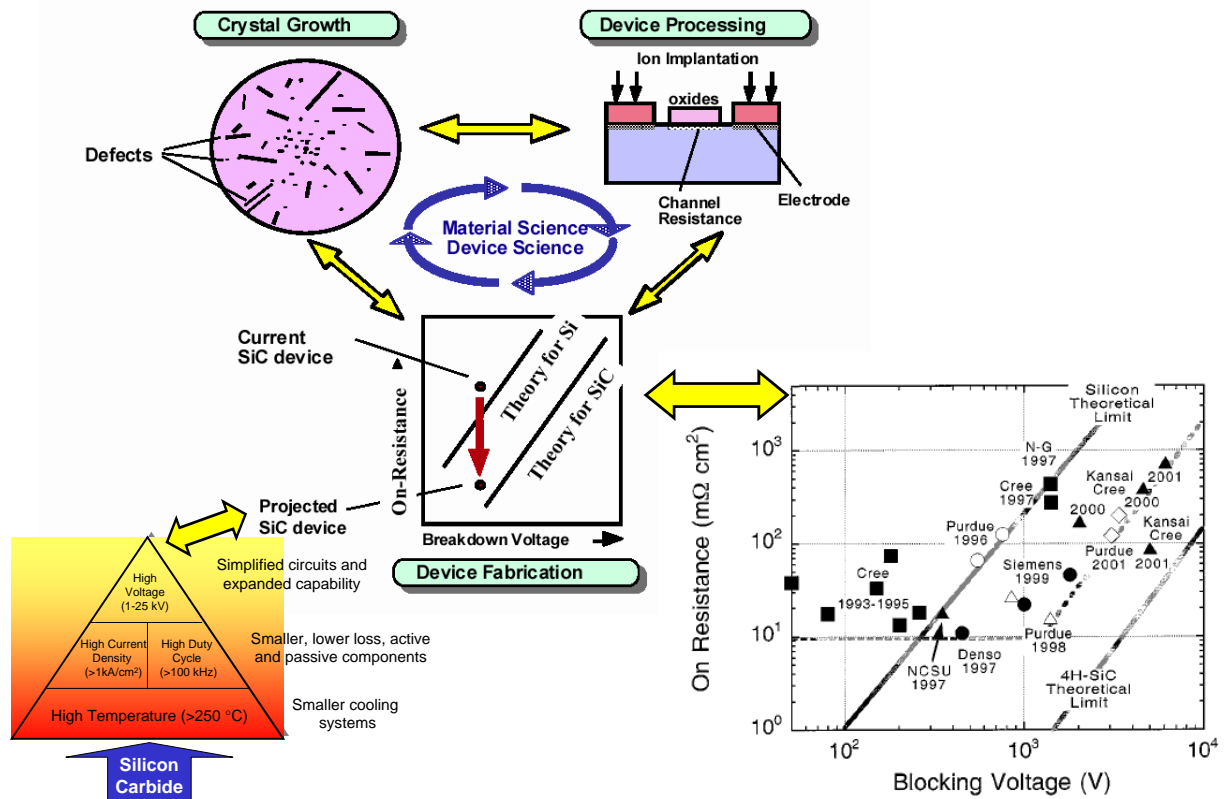 Crystal Growth
Device Processing
Ion Implantation
oxides
Defects
Channel
Resistance
Electrode
Material Science
Device Science
Current
SiC device
Theory for Si
Theory for SiC
On-Resistance
Projected
SiC device
Breakdown Voltage
Device Fabrication
Simplified circuits and
expanded capability
High
Voltage
(1-25 kV)
High Current
Density
(>1kA/cm²)
High Duty
Cycle
(>100 kHz)
Smaller, lower loss, active
and passive components
High Temperature (>250 °C)
Smaller cooling
systems
Silicon
Carbide
Silicon
Theoretical
Limit
N-G
1997
Cree
1997
Kansai
Cree
2000
2001
2000
Kansai
Cree
2001
Purdue
1996
Purdue
2001
Siemens
1999
Cree
1993-1995
Purdue
1998
Denso
1997
NCSU
1997
4H-SiC
Theoretical
Limit
On Resistance (mΩ cm²)
10³
10²
10¹
10⁰
10²
10³
10⁴
Blocking Voltage (V)